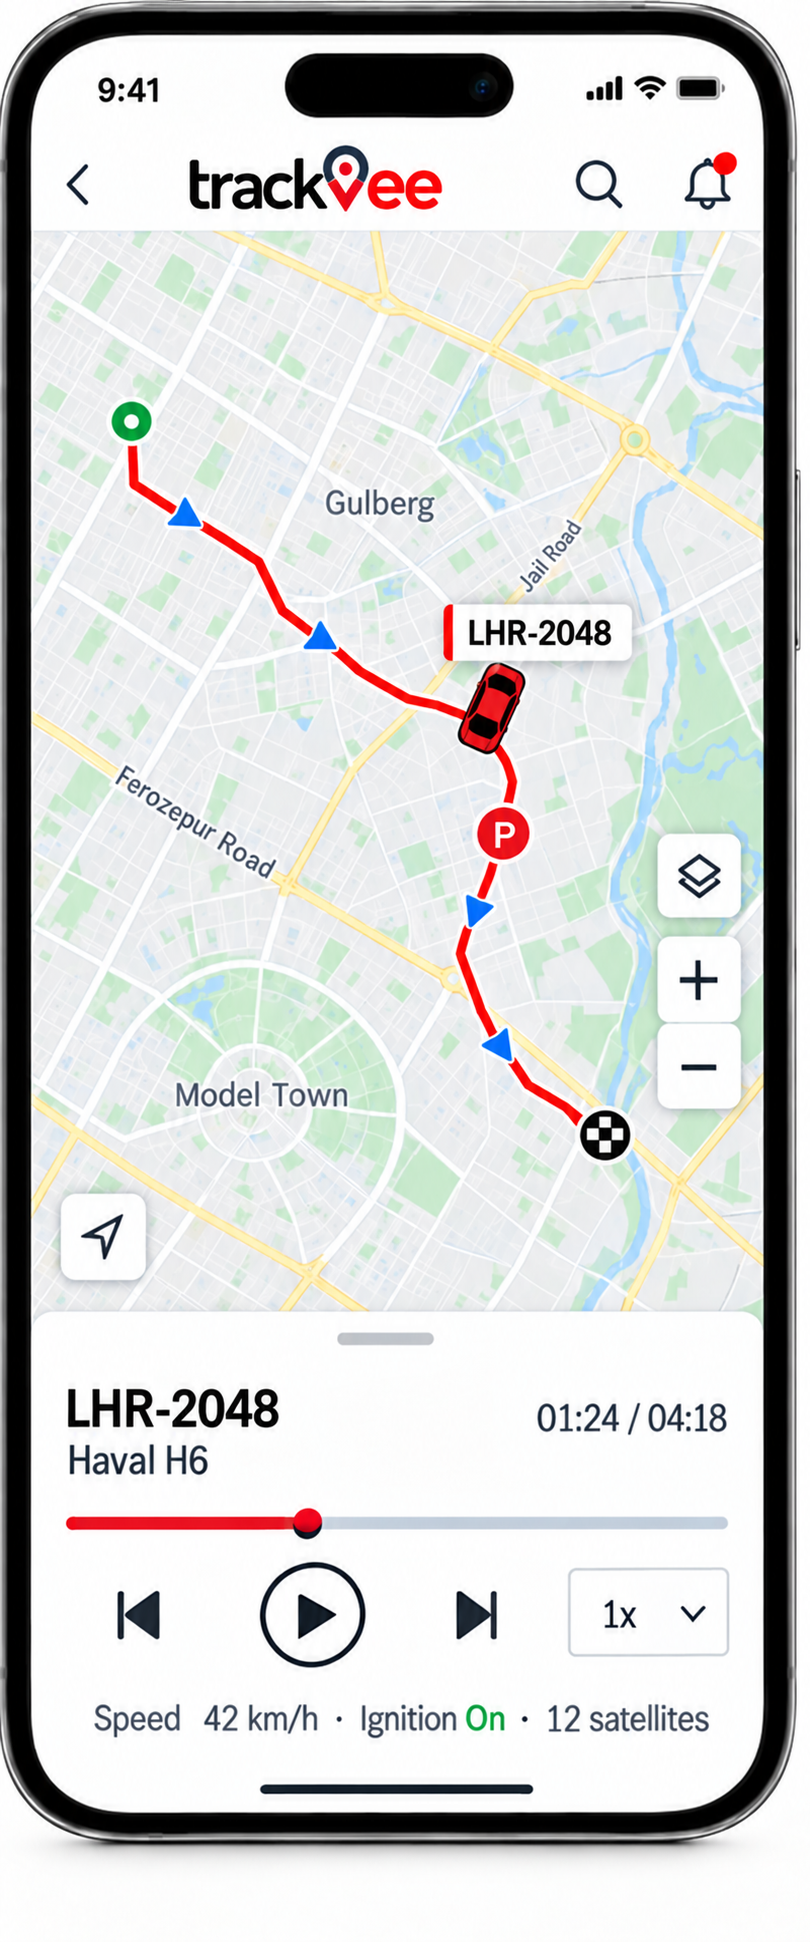 9:41
trackvee
Gulberg
Jail Road
LHR-2048
Ferozepur Road
P
Model Town
LHR-2048
01:24 / 04:18
Haval H6
1x
Speed 42 km/h · Ignition On · 12 satellites